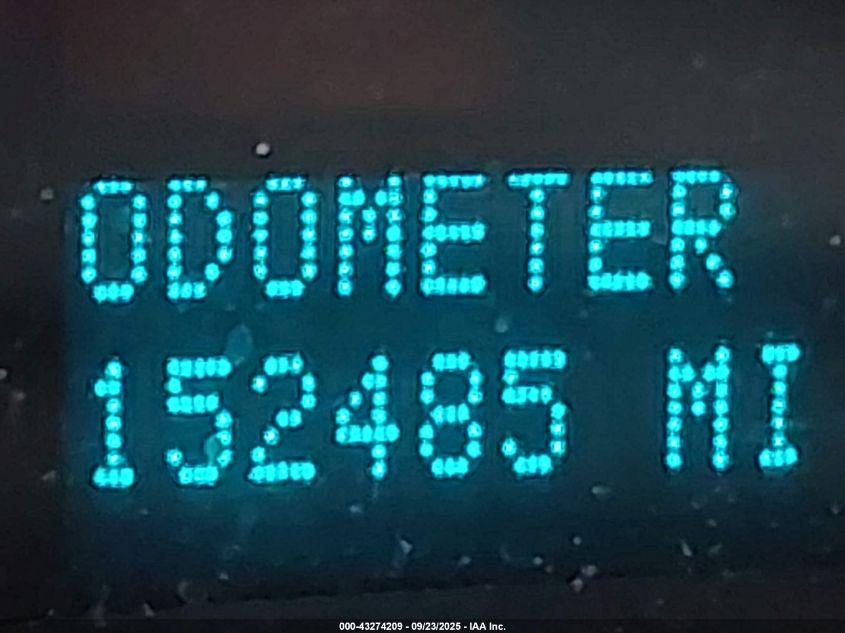 ODOMETER
152485 MI
000-43274209 - 09/23/2025 - IAA Inc.